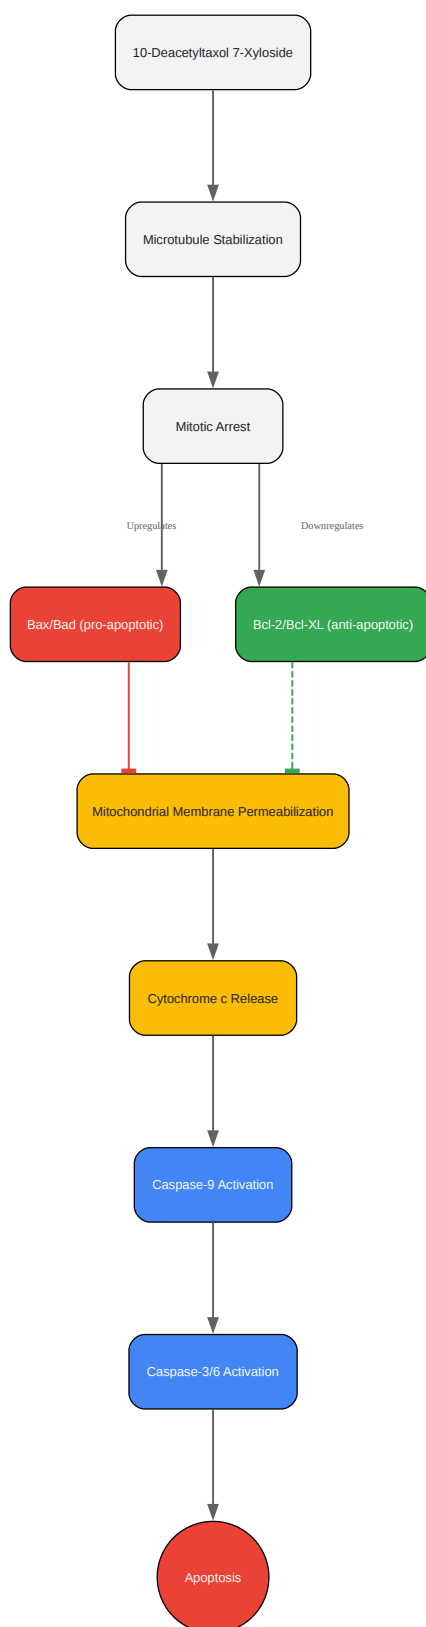 10-Deacetyltaxol 7-Xyloside
Microtubule Stabilization
Mitotic Arrest
Upregulates
Downregulates
Bax/Bad (pro-apoptotic)
Bcl-2/Bcl-XL (anti-apoptotic)
Mitochondrial Membrane Permeabilization
Cytochrome c Release
Caspase-9 Activation
Caspase-3/6 Activation
Apoptosis